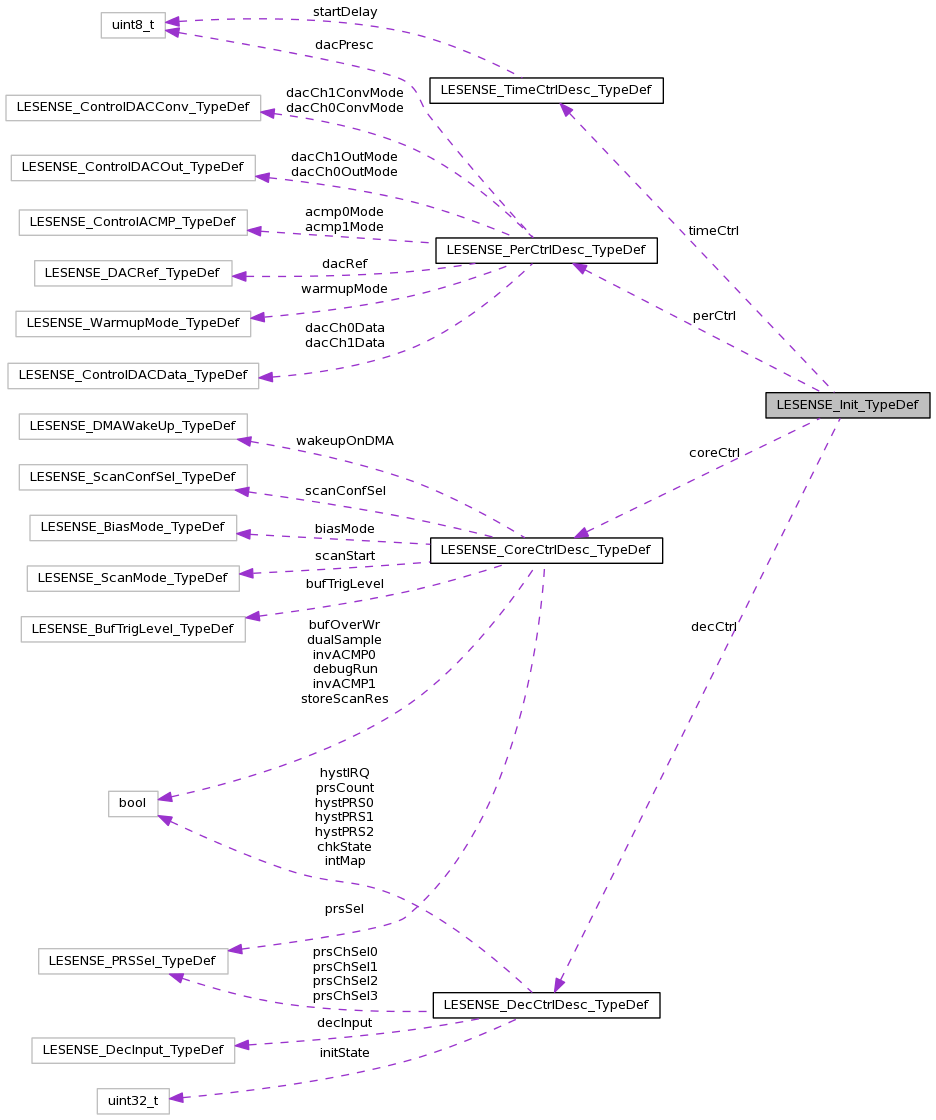 startDelay
uint8_t
dacPresc
LESENSE_TimeCtrlDesc_TypeDef
dacCh1ConvMode
LESENSE_ControlDACConv_TypeDef
dacCh0ConvMode
dacCh1OutMode
LESENSE_ControlDACOut_TypeDef
dacCh0OutMode
acmp0Mode
LESENSE_ControlACMP_TypeDef
acmp1Mode
timeCtrl
LESENSE_PerCtrlDesc_TypeDef
dacRef
LESENSE_DACRef_TypeDef
warmupMode
perCtrl
LESENSE_WarmupMode_TypeDef
dacCh0Data
dacCh1Data
LESENSE_ControlDACData_TypeDef
LESENSE_Init_TypeDef
LESENSE_DMAWakeUp_TypeDef
wakeupOnDMA
coreCtrl
LESENSE_ScanConfSel_TypeDef
scanConfSel
LESENSE_BiasMode_TypeDef
biasMode
LESENSE_CoreCtrlDesc_TypeDef
scanStart
LESENSE_ScanMode_TypeDef
bufTrigLevel
LESENSE_BufTrigLevel_TypeDef
bufOverWr
dualSample
invACMP0
debugRun
invACMP1
storeScanRes
decCtrl
hystIRQ
prsCount
bool
hystPRS0
hystPRS1
hystPRS2
chkState
intMap
prsSel
LESENSE_PRSSel_TypeDef
prsChSel0
prsChSel1
prsChSel2
prsChSel3
LESENSE_DecCtrlDesc_TypeDef
decInput
LESENSE_DecInput_TypeDef
initState
uint32_t